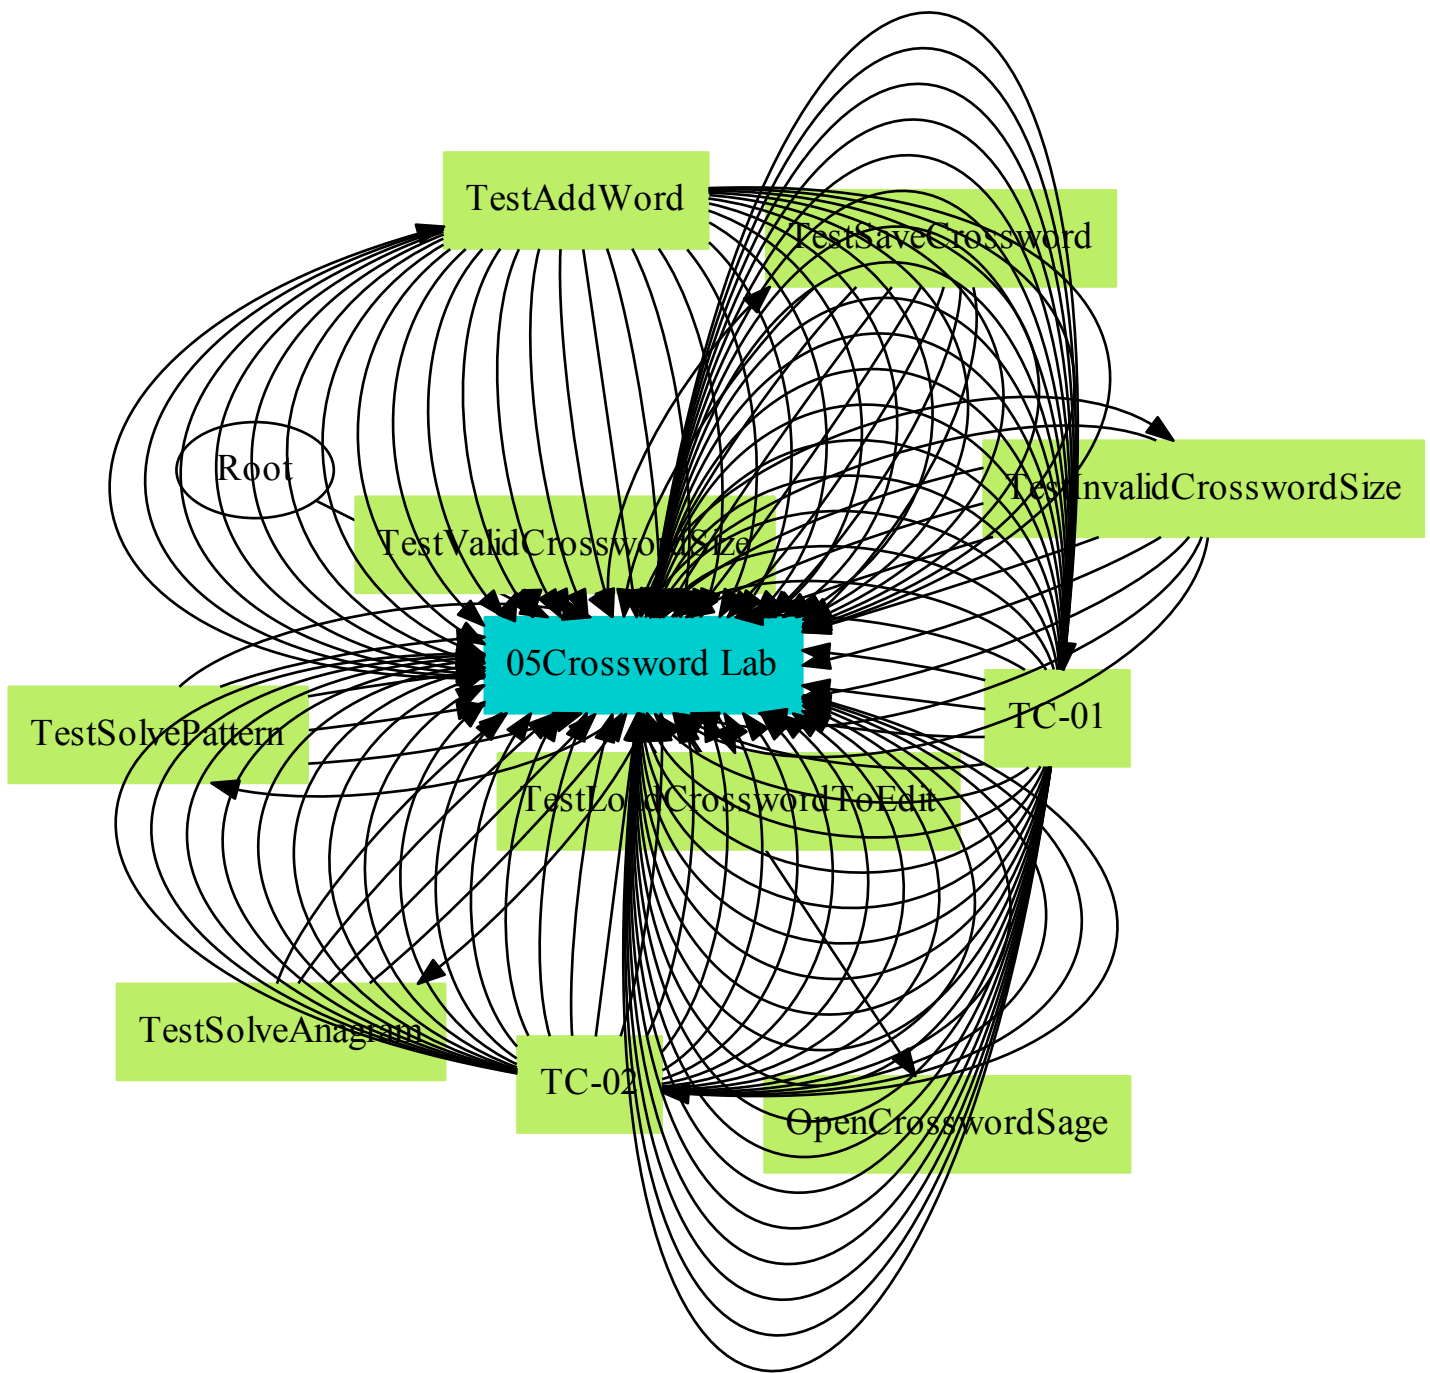 TestAddWord
TestSaveCrossword
Root
TestInvalidCrosswordSize
TestValidCrosswordSize
05Crossword Lab
TestSolvePattern
TC-01
TestLoadCrosswordToEdit
TestSolveAnagram
TC-02
OpenCrosswordSage